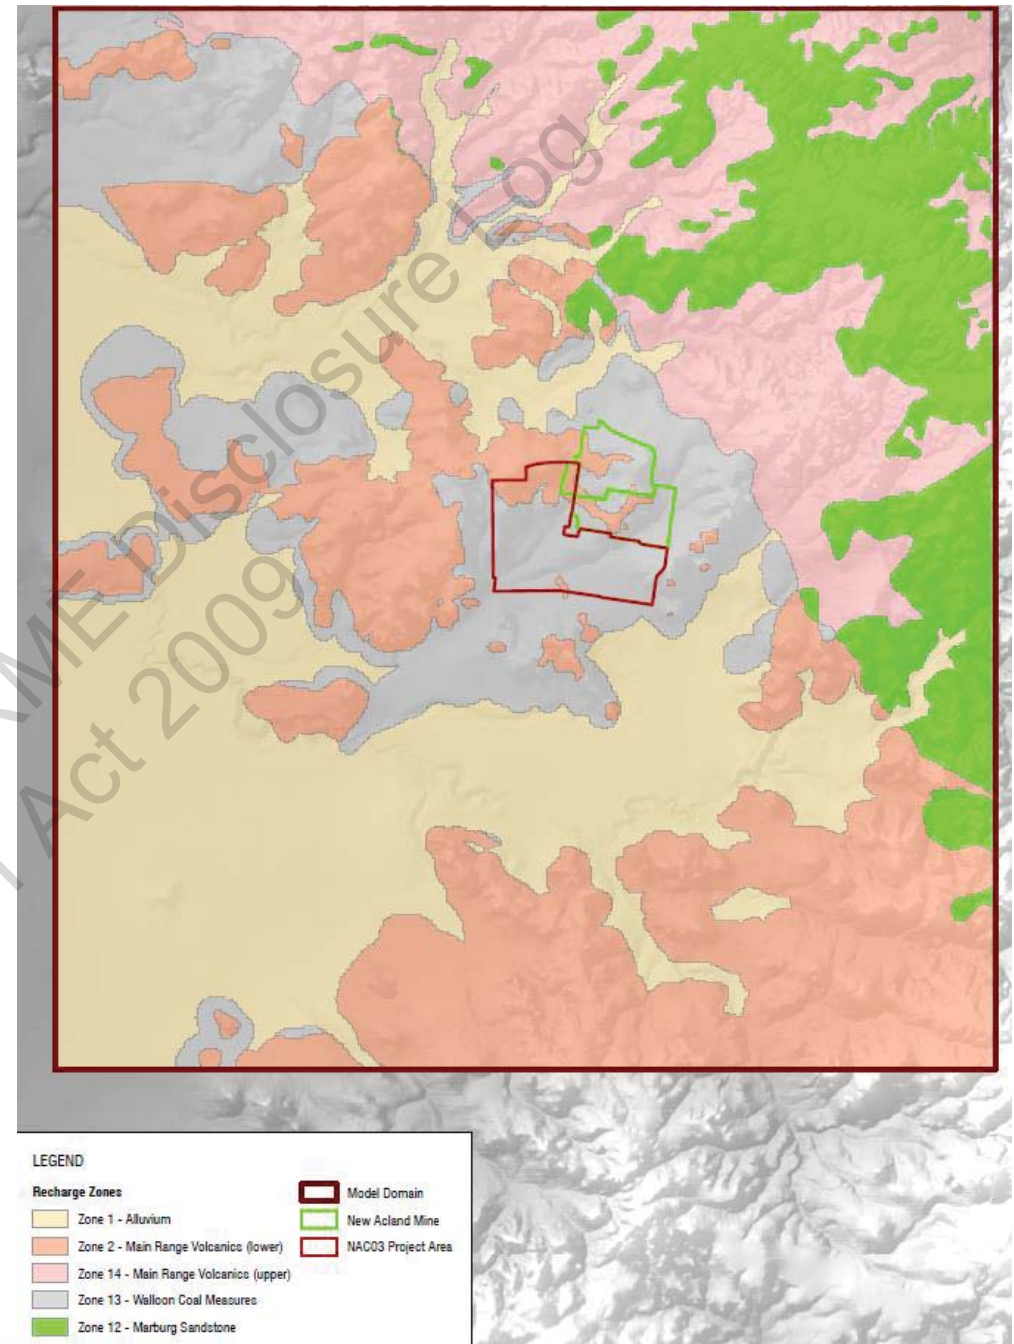 Disclosure Log
Act 2009
LEGEND
Recharge Zones
Zone 1 - Alluvium
Zone 2 - Main Range Volcanics (lower)
Zone 14 - Main Range Volcanics (upper)
Zone 13 - Walloon Coal Measures
Zone 12 - Marburg Sandstone
Model Domain
New Acland Mine
NAC03 Project Area